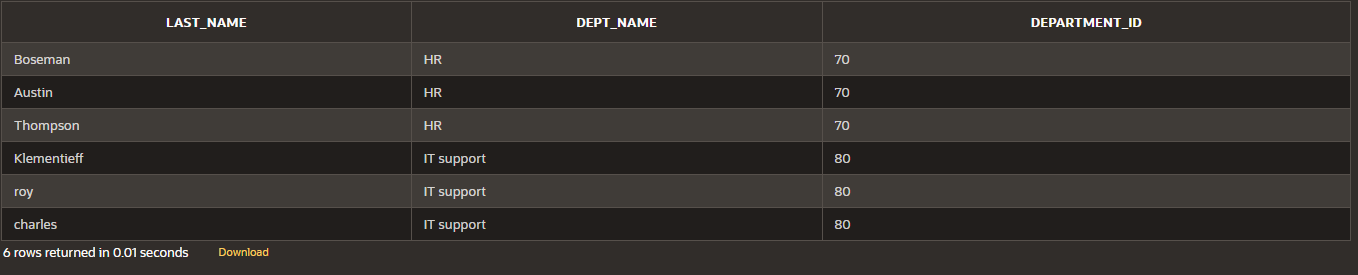 LAST_NAME DEPT_NAME DEPARTMENT_ID
Boseman HR 70
Austin HR 70
Thompson HR 70
Klementieff IT support 80
roy IT support 80
charles IT support 80
6 rows returned in 0.01 seconds Download